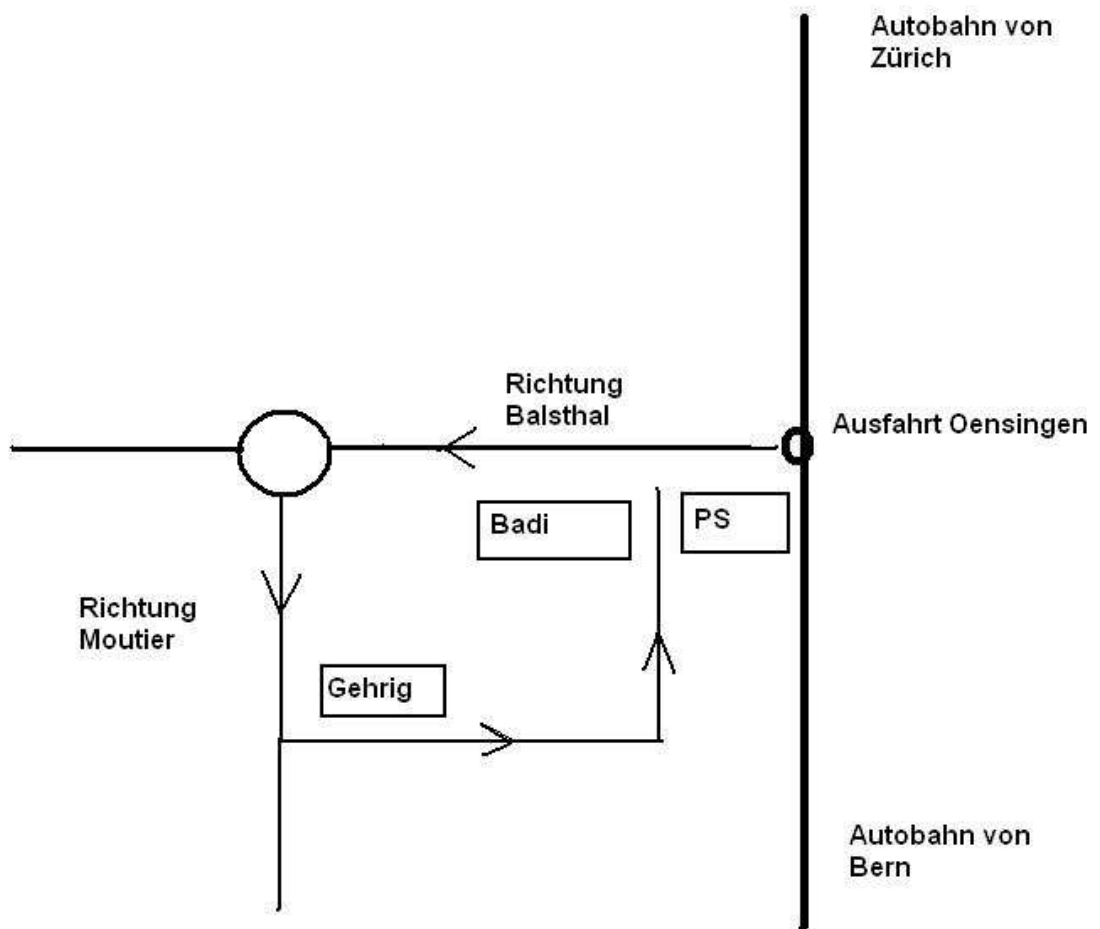 Autobahn von
Zürich
Richtung
Balsthal
Ausfahrt Oensingen
Badi
PS
Richtung
Moutier
Gehrig
Autobahn von
Bern